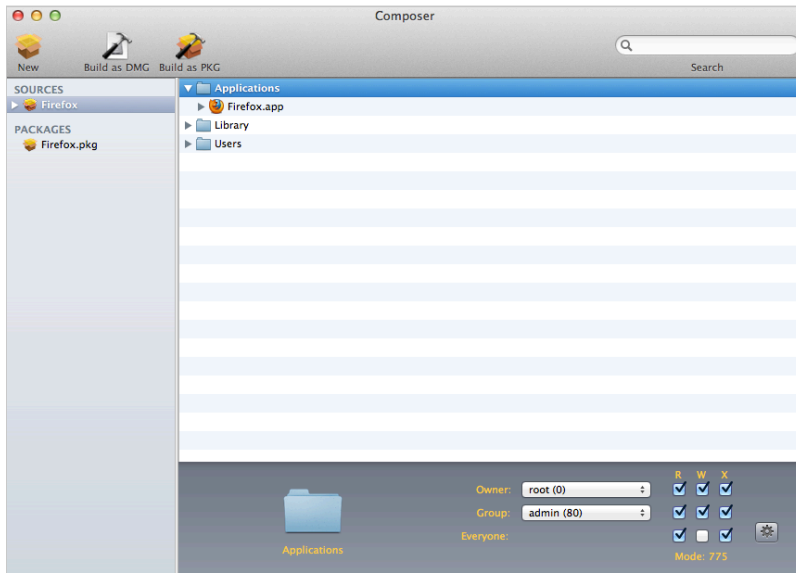 Composer
New
Build as DMG
Build as PKG
Search
SOURCES
Firefox
PACKAGES
Firefox.pkg
Applications
Firefox.app
Library
Users
R W X
Owner: root (0)
Group: admin (80)
Everyone:
Applications
Mode: 775